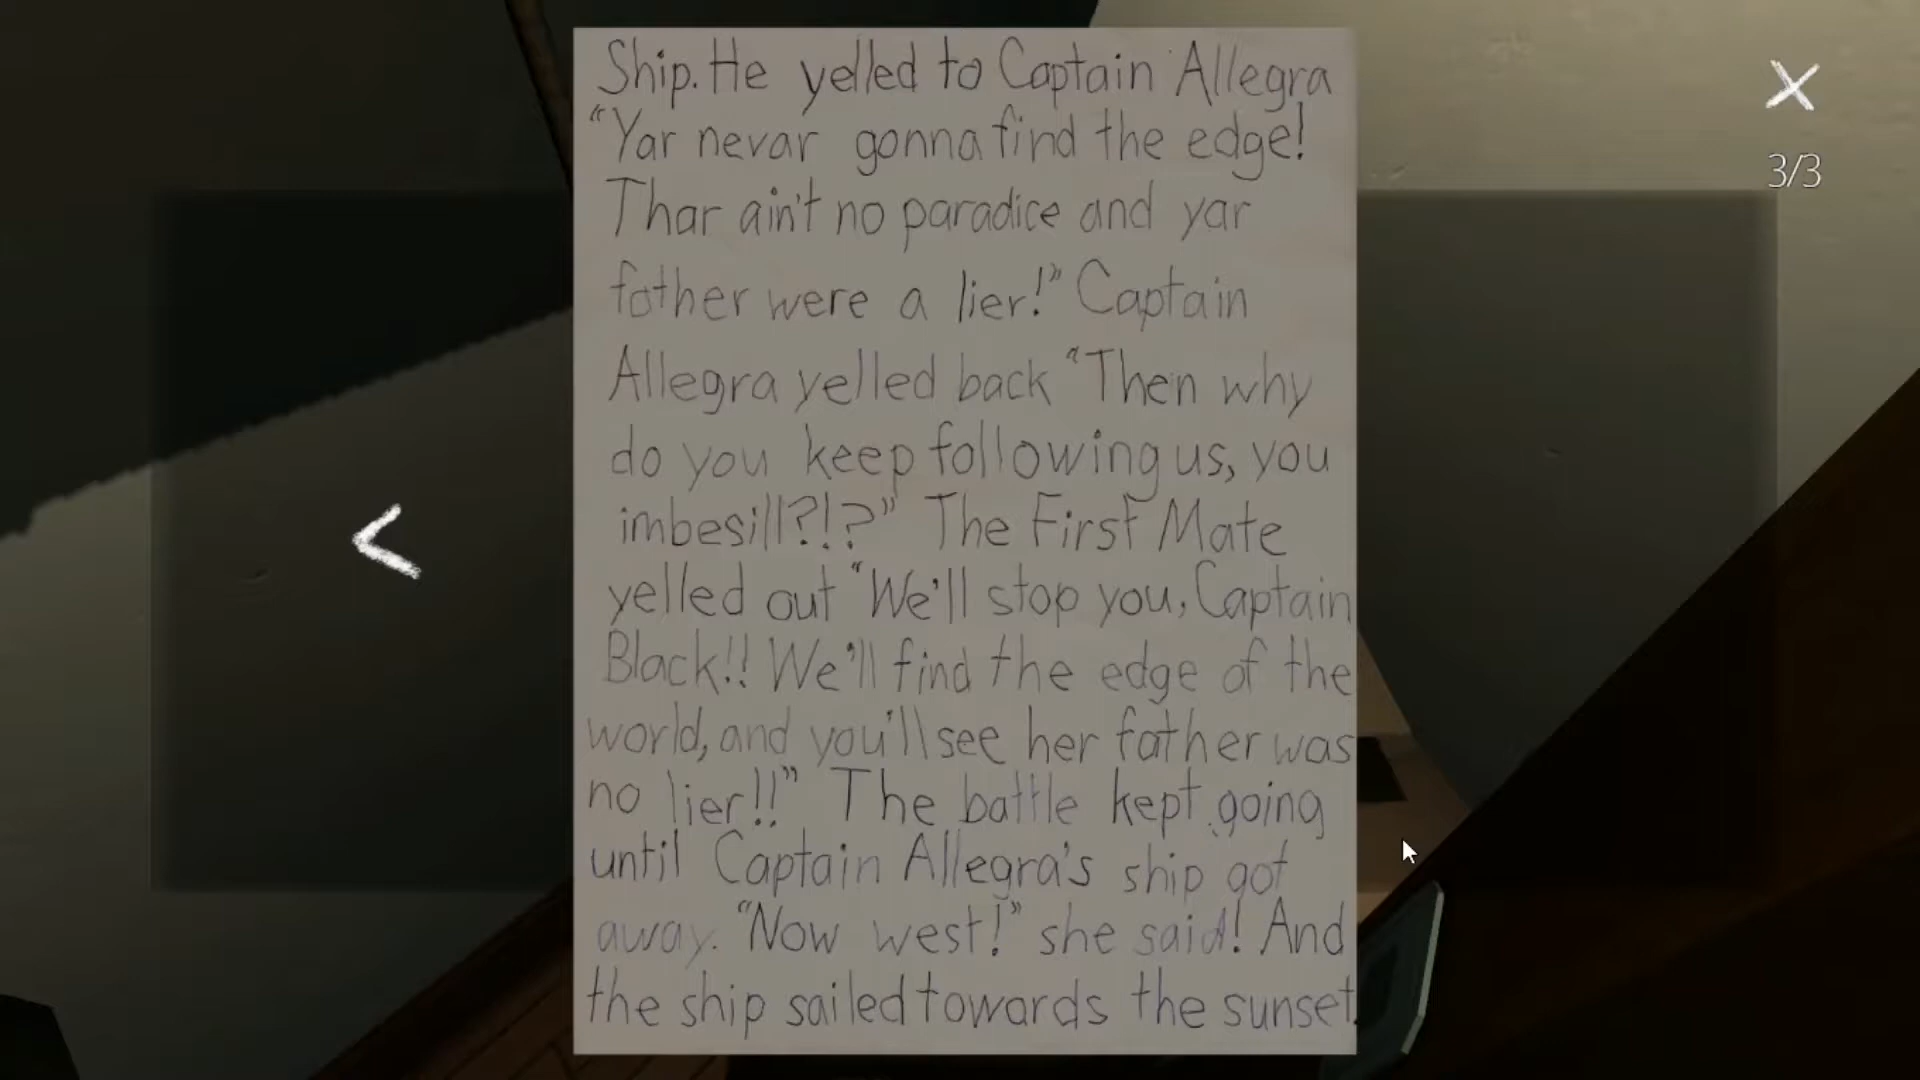 Ship. He yelled to Captain Allegra
"Yar nevar gonna find the edge!
Thar ain't no paradice and yar
father were a lier!" Captain
Allegra yelled back "Then why
do you keep following us, you
imbesill?!?" The First Mate
yelled out "We'll stop you, Captain
Black!! We'll find the edge of the
world, and you'll see her father was
no lier!!" The battle kept going
until Captain Allegra's ship got
away. "Now west!" she said! And
the ship sailed towards the sunset.
3/3